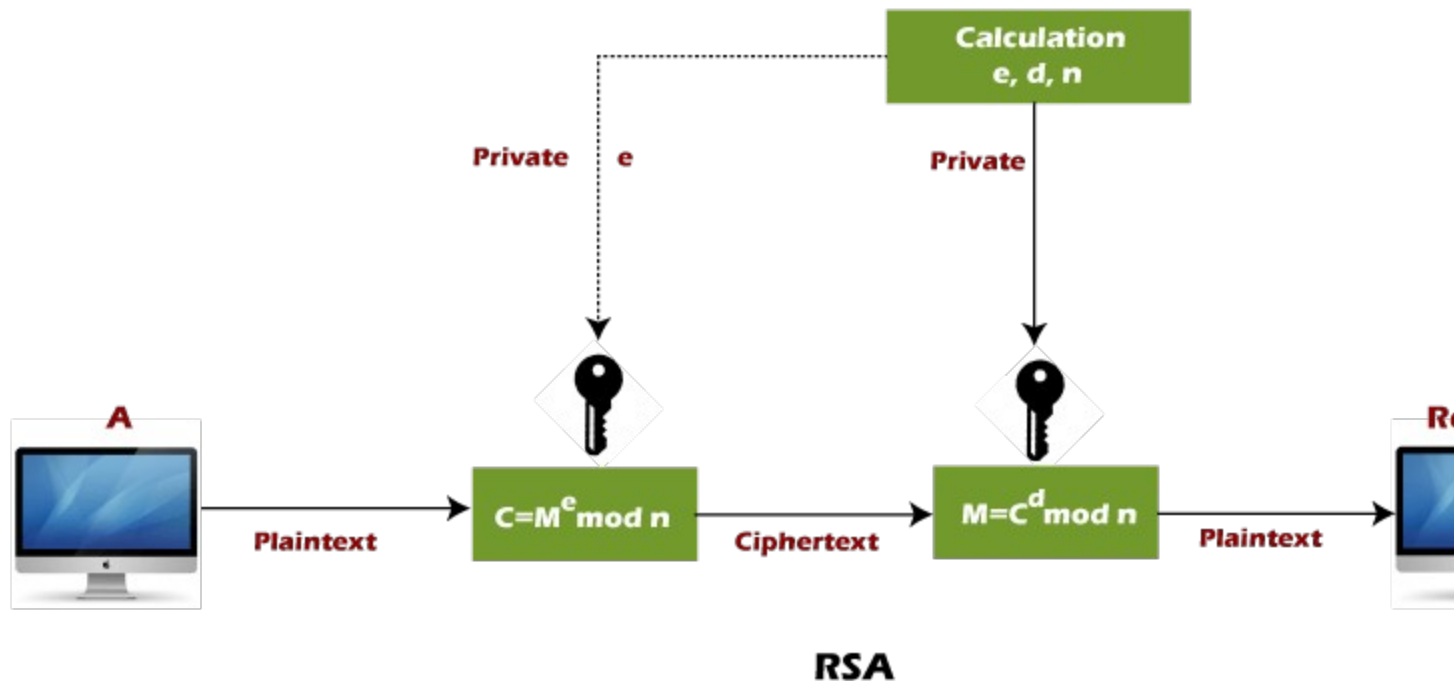 Calculation
e, d, n
Private e
Private
A
C=M^e mod n
M=C^d mod n
Plaintext
Ciphertext
Plaintext
RSA